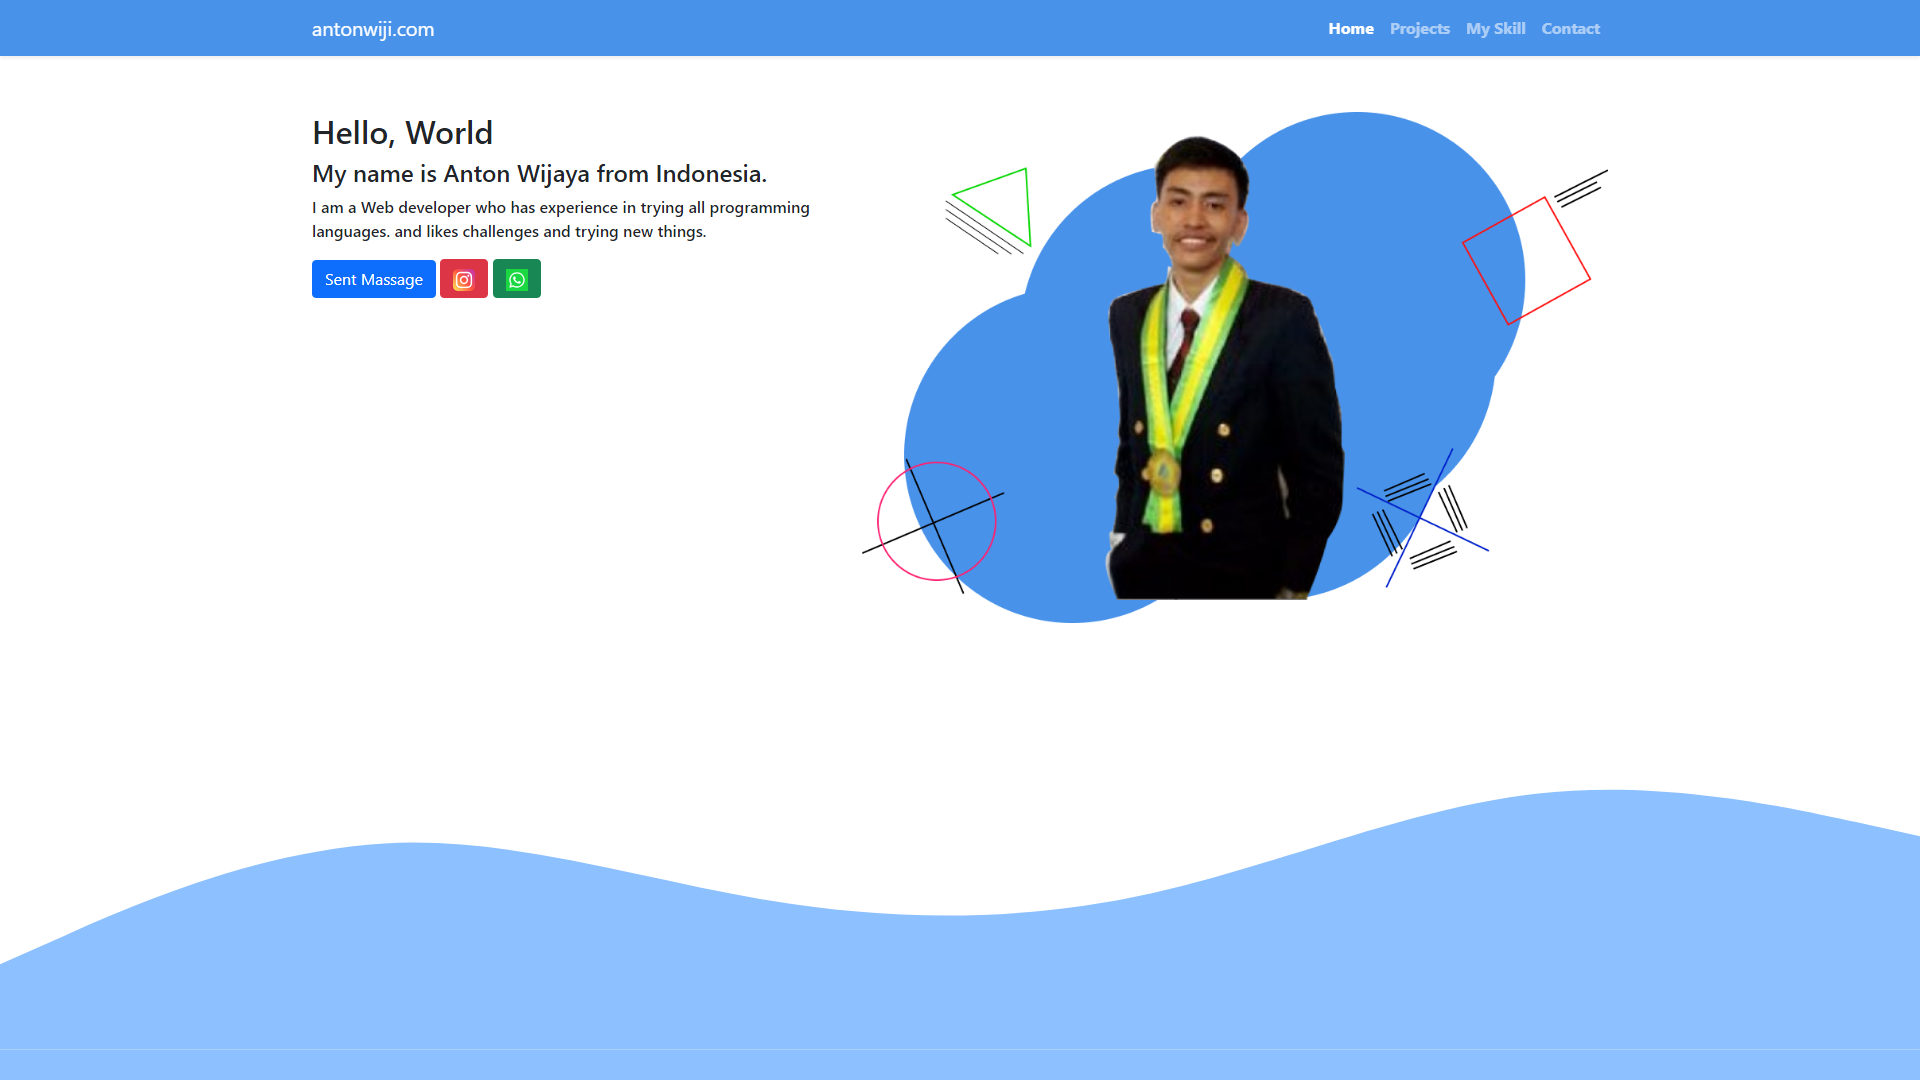 antonwiji.com
Home Projects My Skill Contact
Hello, World
My name is Anton Wijaya from Indonesia.
I am a Web developer who has experience in trying all programming
languages. and likes challenges and trying new things.
Sent Massage